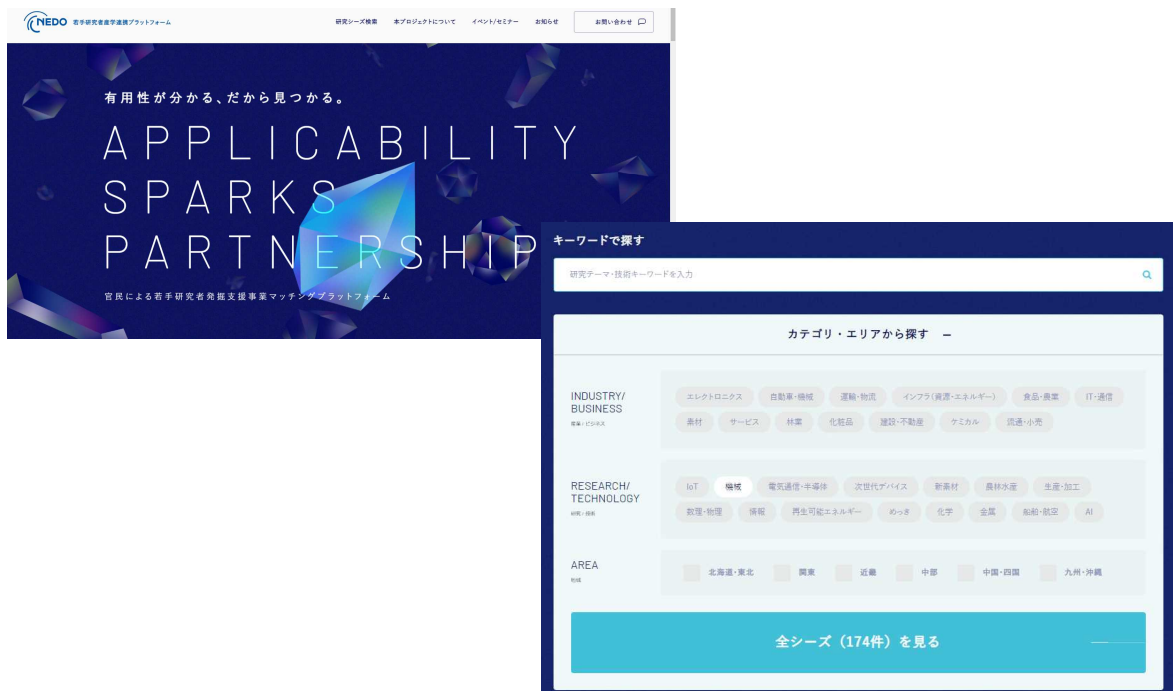 NEDO 若手研究者産学連携プラットフォーム
研究シーズ検索 本プロジェクトについて イベント/セミナー お知らせ お問い合わせ
有用性が分かる、だから見つかる。
APPLICABILITY
SPARKS
PARTNERSHIP
官民による若手研究者発掘支援事業マッチングプラットフォーム
キーワードで探す
研究テーマ・技術キーワードを入力
カテゴリ・エリアから探す －
INDUSTRY/
BUSINESS
産業/ビジネス
エレクトロニクス 自動車・機械 運輸・物流 インフラ(資源・エネルギー) 食品・農業 IT・通信
素材 サービス 林業 化粧品 建設・不動産 ケミカル 流通・小売
RESEARCH/
TECHNOLOGY
研究/技術
IoT 機械 電気通信・半導体 次世代デバイス 新素材 農林水産 生産・加工
数理・物理 情報 再生可能エネルギー めっき 化学 金属 船舶・航空 AI
AREA
地域
北海道・東北 関東 近畿 中部 中国・四国 九州・沖縄
全シーズ（174件）を見る